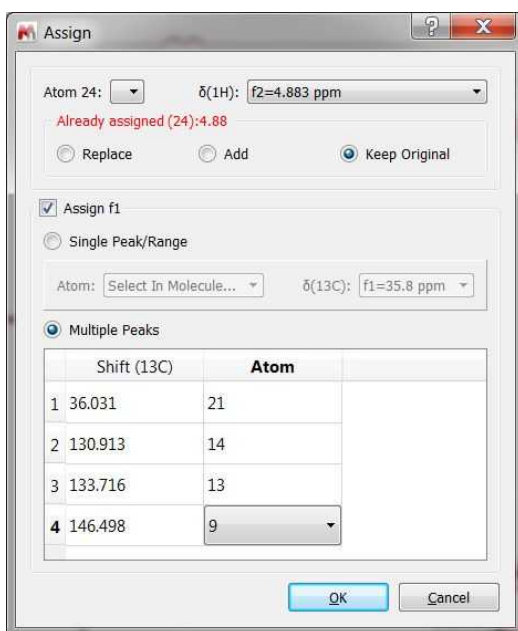 Assign
Atom 24: δ(1H): f2=4.883 ppm
Already assigned (24):4.88
Replace Add Keep Original
Assign f1
Single Peak/Range
Atom: Select In Molecule... δ(13C): f1=35.8 ppm
Multiple Peaks
Shift (13C) Atom
1 36.031 21
2 130.913 14
3 133.716 13
4 146.498 9
OK Cancel